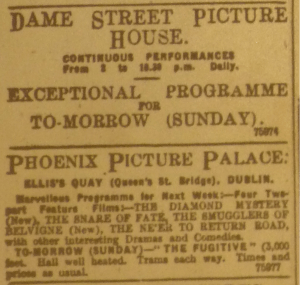 DAME STREET PICTURE
HOUSE.
CONTINUOUS PERFORMANCES
From 2 to 10.30 p.m. Daily.
EXCEPTIONAL PROGRAMME
FOR
TO-MORROW (SUNDAY).
75974
PHOENIX PICTURE PALACE:
ELLIS'S QUAY (Queen's St. Bridge), DUBLIN.
Marvellous Programme for Next Week:—Four Two-
part Feature Films)—THE DIAMOND MYSTERY
(New), THE SNARE OF FATE, THE SMUGGLERS OF
BELVIGNE (New), THE NE'ER TO RETURN ROAD,
with other interesting Dramas and Comedies.
TO-MORROW (SUNDAY)—"THE FUGITIVE" (3,000
feet. Hall well heated. Trams each way. Times and
prices as usual. 75977